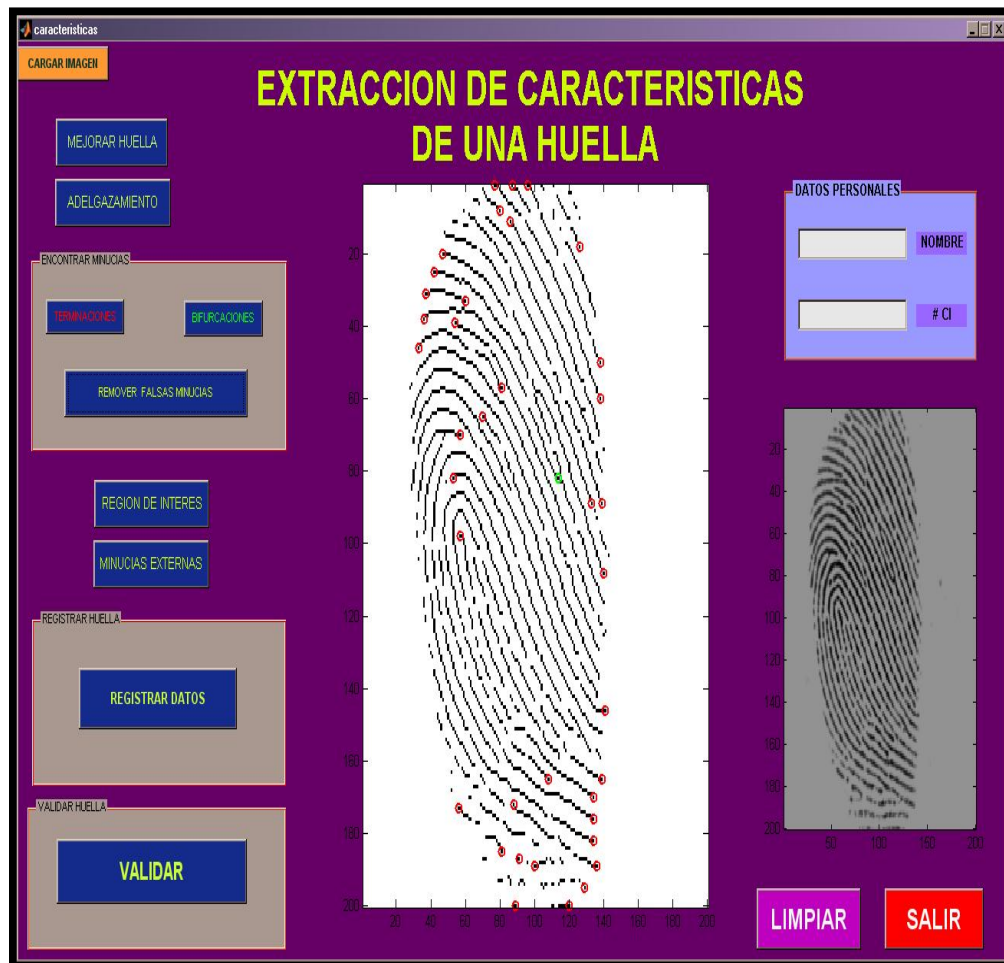 caracteristicas
CARGAR IMAGEN
EXTRACCION DE CARACTERISTICAS
DE UNA HUELLA
MEJORAR HUELLA
ADELGAZAMIENTO
ENCONTRAR MINUCIAS
TERMINACIONES
BIFURCACIONES
REMOVER FALSAS MINUCIAS
REGION DE INTERES
MINUCIAS EXTERNAS
REGISTRAR HUELLA
REGISTRAR DATOS
VALIDAR HUELLA
VALIDAR
20
40
60
80
100
120
140
160
180
200
20 40 60 80 100 120 140 160 180 200
DATOS PERSONALES
NOMBRE
# CI
20
40
60
80
100
120
140
160
180
200
50 100 150 200
LIMPIAR
SALIR